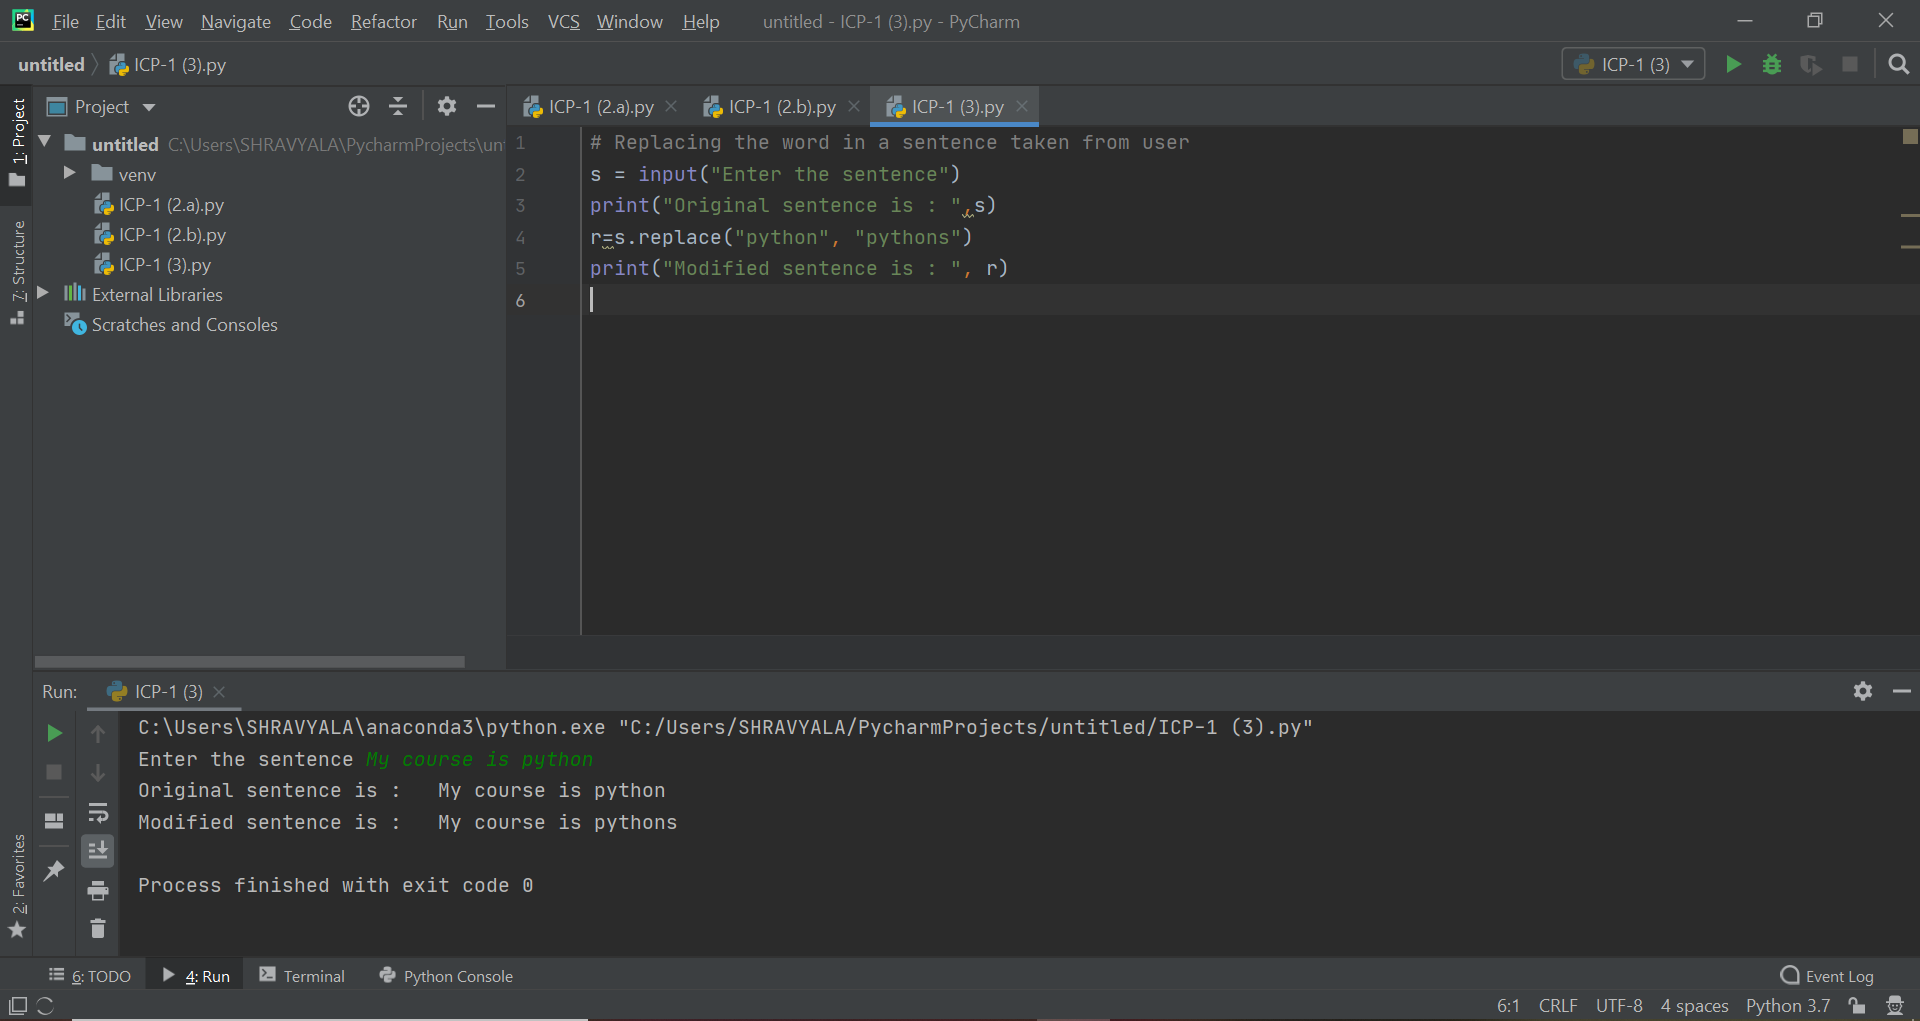 PC File Edit View Navigate Code Refactor Run Tools VCS Window Help untitled - ICP-1 (3).py - PyCharm
untitled ICP-1 (3).py ICP-1 (3)
1: Project
7: Structure
2: Favorites
Project
untitled C:\Users\SHRAVYALA\PycharmProjects\un
venv
ICP-1 (2.a).py
ICP-1 (2.b).py
ICP-1 (3).py
External Libraries
Scratches and Consoles
ICP-1 (2.a).py ICP-1 (2.b).py ICP-1 (3).py
1 # Replacing the word in a sentence taken from user
2 s = input("Enter the sentence")
3 print("Original sentence is : ",s)
4 r=s.replace("python", "pythons")
5 print("Modified sentence is : ", r)
6
Run: ICP-1 (3)
C:\Users\SHRAVYALA\anaconda3\python.exe "C:/Users/SHRAVYALA/PycharmProjects/untitled/ICP-1 (3).py"
Enter the sentence My course is python
Original sentence is :   My course is python
Modified sentence is :   My course is pythons
Process finished with exit code 0
6: TODO 4: Run Terminal Python Console Event Log
6:1 CRLF UTF-8 4 spaces Python 3.7